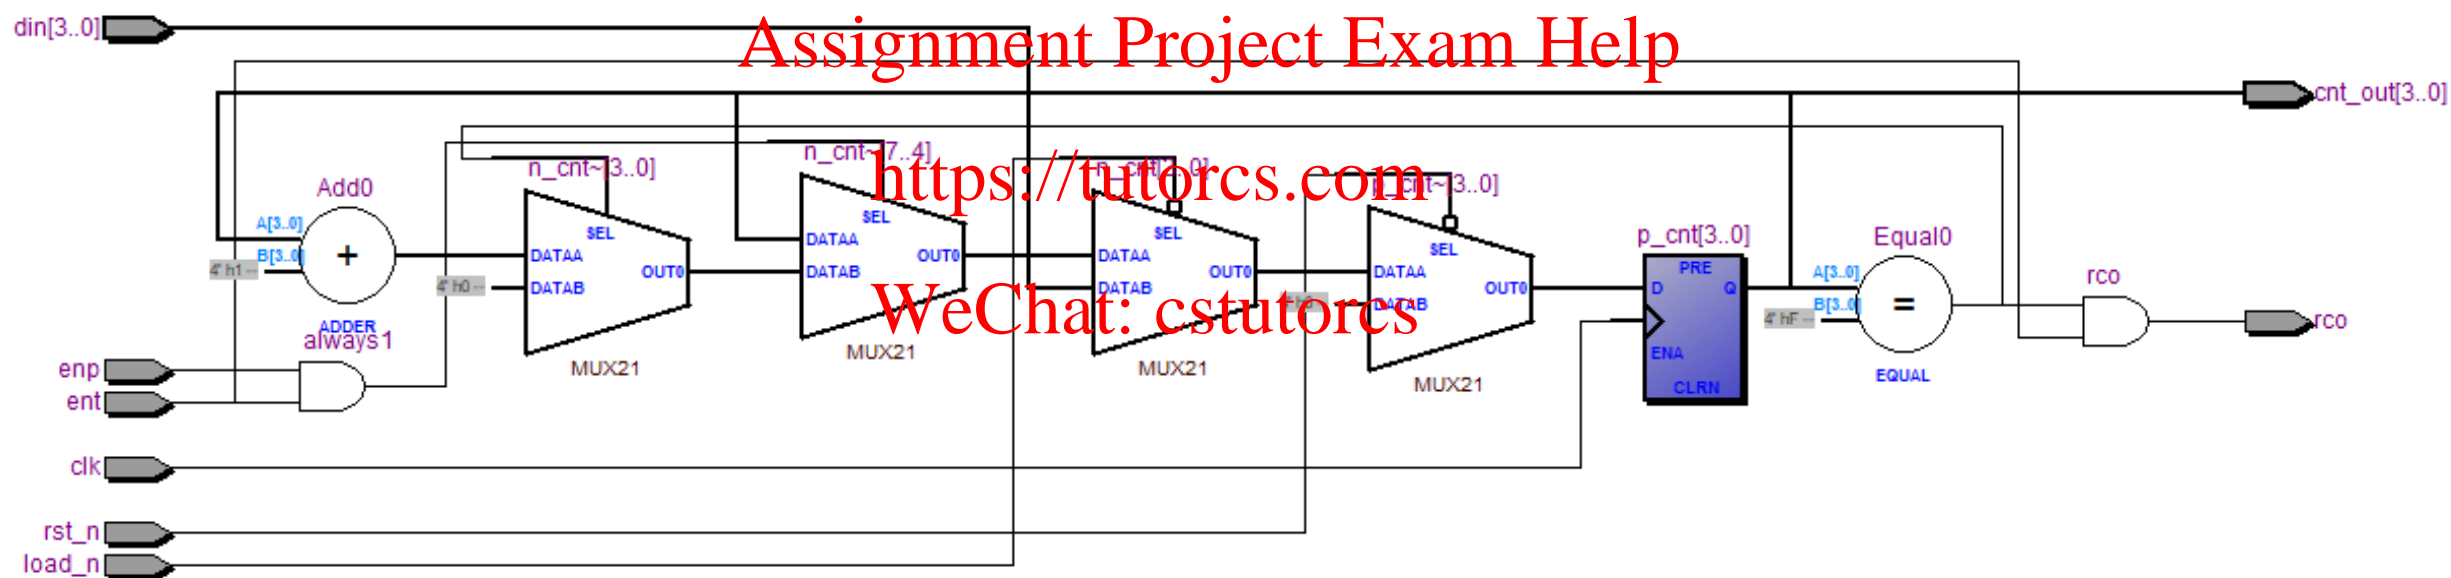 din[3..0]
Assignment Project Exam Help
cnt_out[3..0]
n_cnt~[3..0]
n_cnt~[7..4]
https://tutorcs.com
p_cnt~[3..0]
Add0
A[3..0]
B[3..0]
4' h1 --
+
ADDER
always1
4' h0 --
SEL
DATAA
DATAB
OUT0
MUX21
SEL
DATAA
DATAB
OUT0
MUX21
SEL
DATAA
DATAB
OUT0
MUX21
SEL
DATAA
DATAB
OUT0
MUX21
WeChat: cstutorcs
p_cnt[3..0]
PRE
D
Q
ENA
CLRN
Equal0
A[3..0]
B[3..0]
4' hF --
=
EQUAL
rco
rco
enp
ent
clk
rst_n
load_n